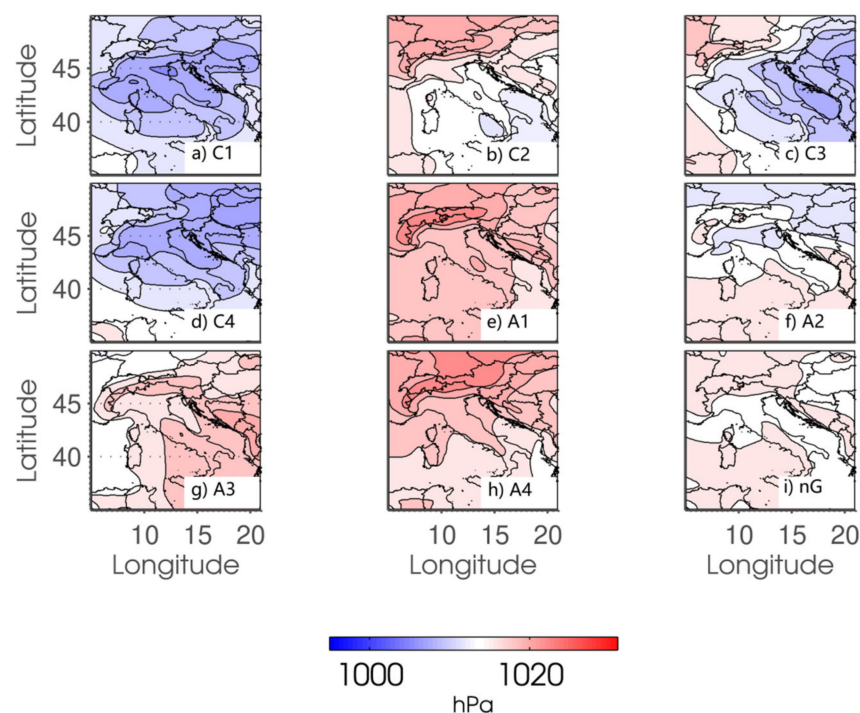 Latitude
45
40
a) C1
b) C2
c) C3
Latitude
45
40
d) C4
e) A1
f) A2
Latitude
45
40
g) A3
h) A4
i) nG
10 15 20
10 15 20
10 15 20
Longitude
Longitude
Longitude
1000 1020
hPa